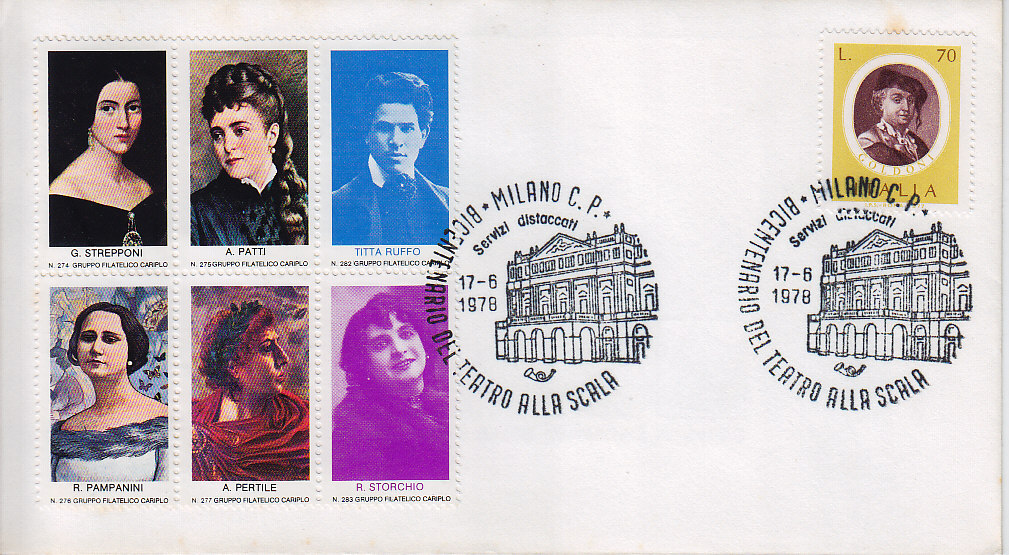 G. STREPPONI
N. 274 GRUPPO FILATELICO CARIPLO
A. PATTI
N. 275 GRUPPO FILATELICO CARIPLO
TITTA RUFFO
N. 282 GRUPPO FILATELICO CARIPLO
R. PAMPANINI
N. 276 GRUPPO FILATELICO CARIPLO
A. PERTILE
N. 277 GRUPPO FILATELICO CARIPLO
R. STORCHIO
N. 283 GRUPPO FILATELICO CARIPLO
* MILANO C.P. *
Servizi distaccati
17-6
1978
BICENTENARIO DEL TEATRO ALLA SCALA
L. 70
GOLDONI
ITALIA
* MILANO C.P. *
Servizi distaccati
17-6
1978
BICENTENARIO DEL TEATRO ALLA SCALA